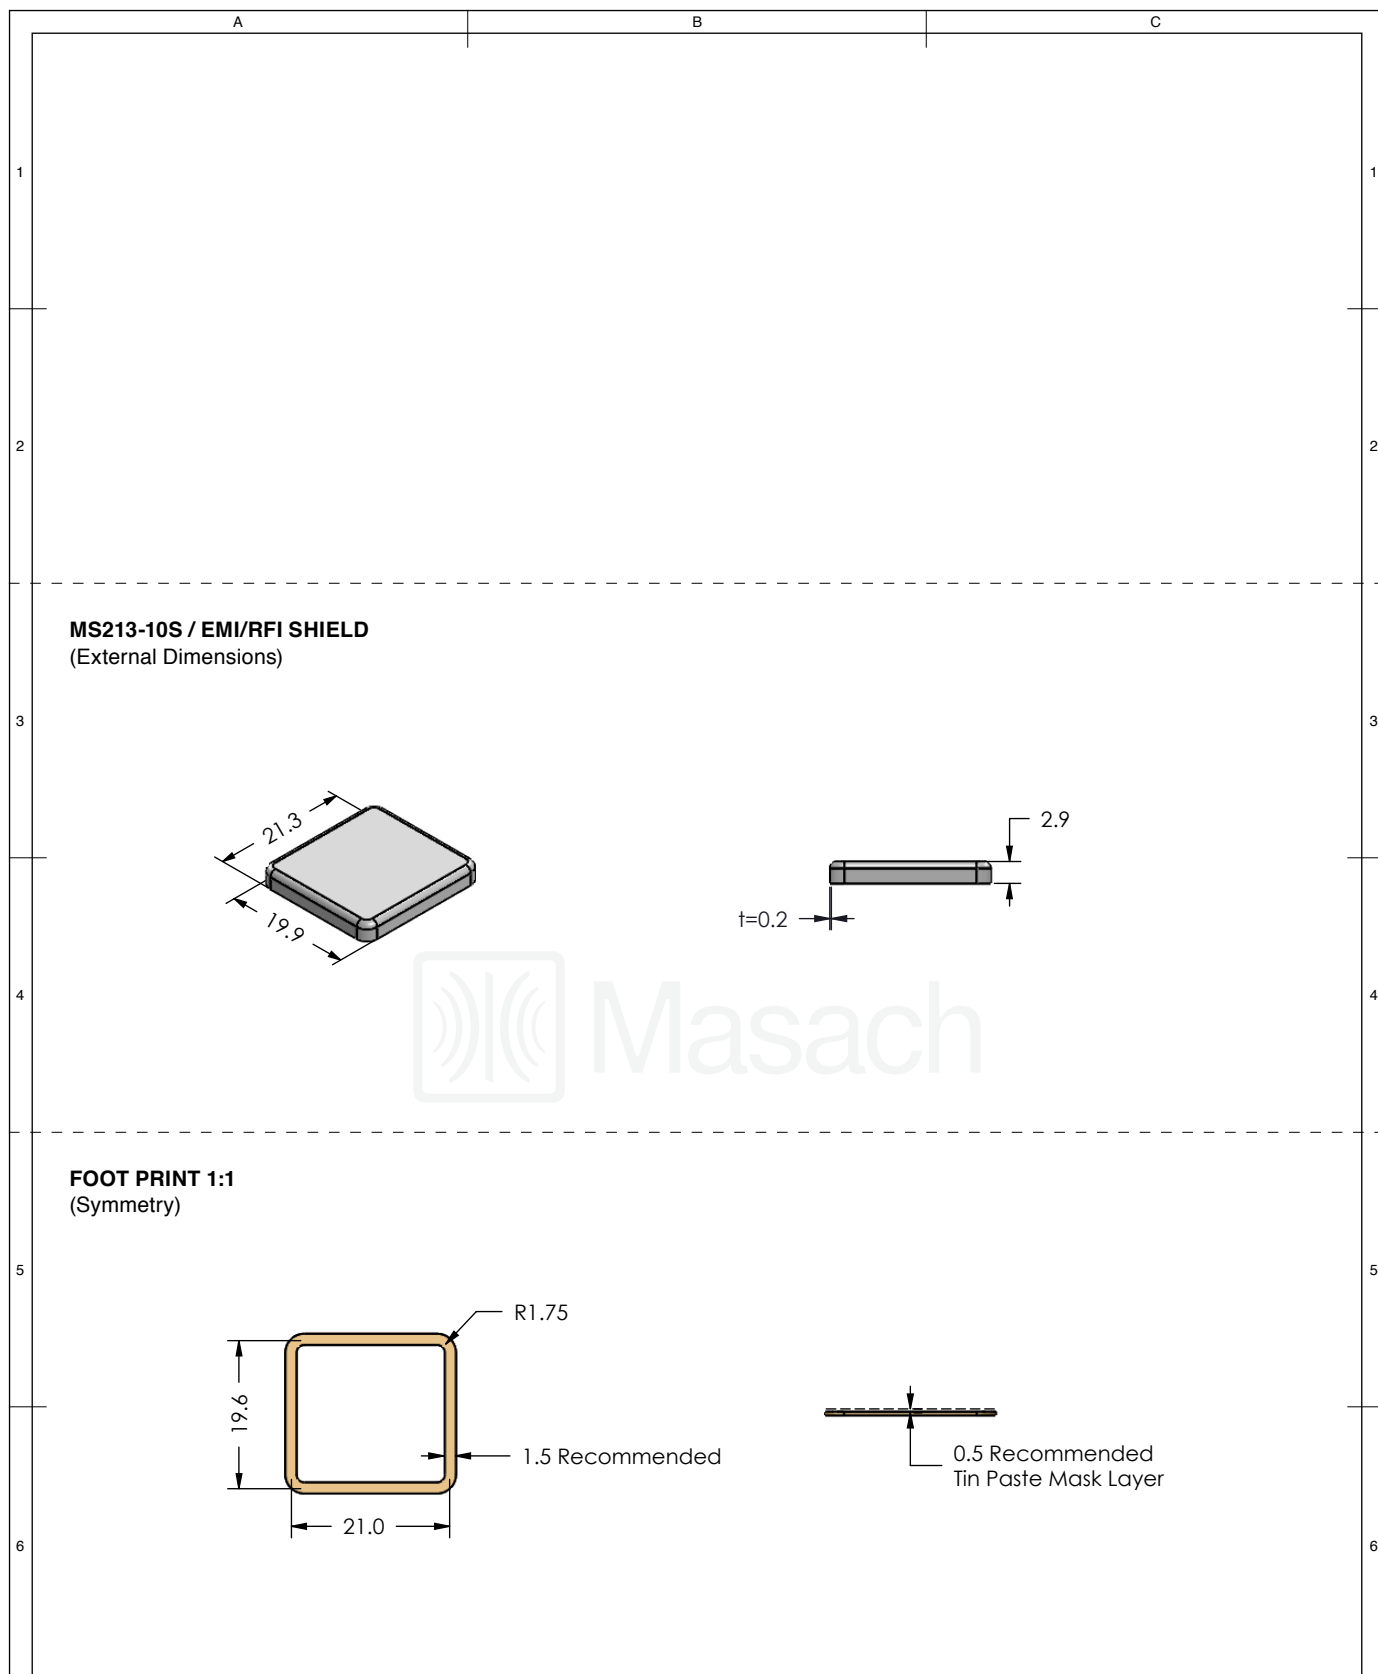 A
B
C
1
1
2
2
MS213-10S / EMI/RFI SHIELD
(External Dimensions)
3
3
21.3
19.9
2.9
t=0.2
Masach
4
4
FOOT PRINT 1:1
(Symmetry)
5
5
R1.75
19.6
1.5 Recommended
21.0
0.5 Recommended
Tin Paste Mask Layer
6
6